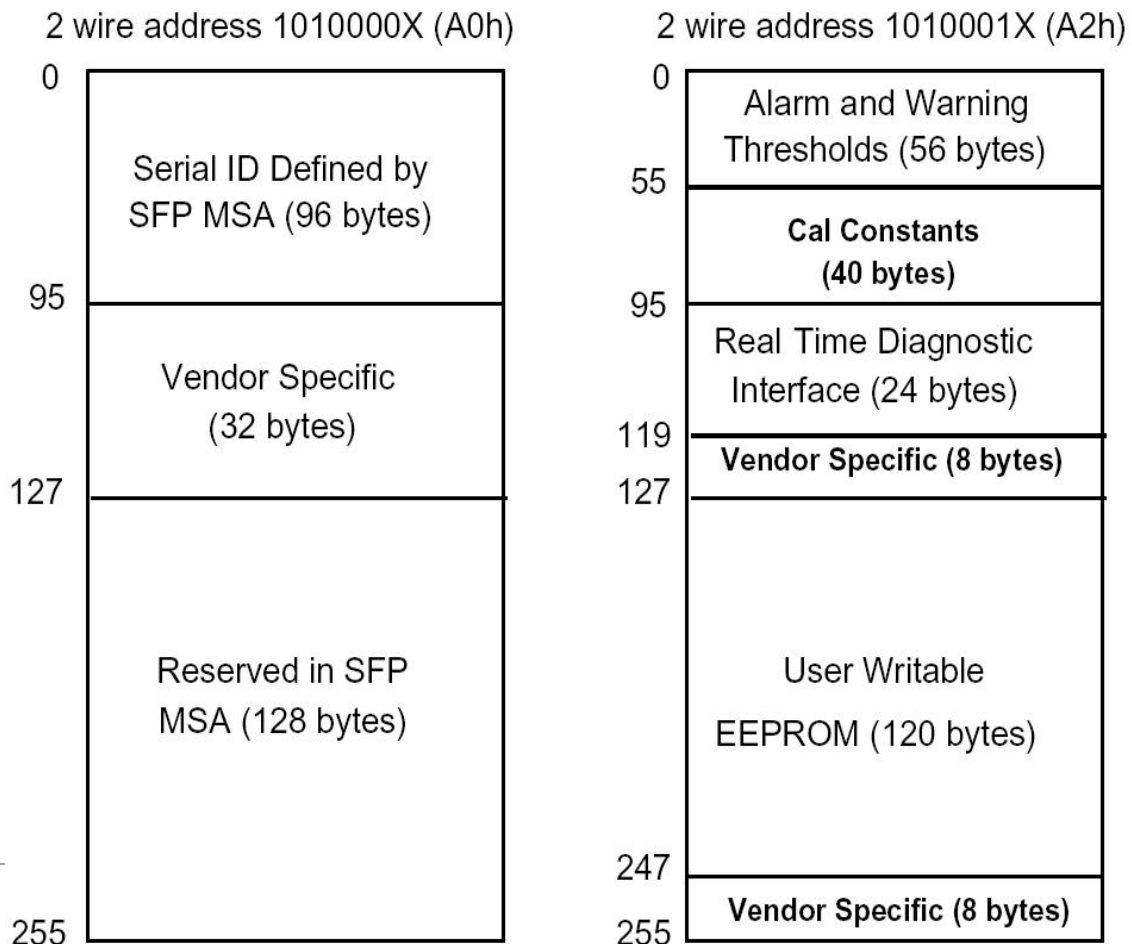 2 wire address 1010000X (A0h)
0
Serial ID Defined by
SFP MSA (96 bytes)
95
Vendor Specific
(32 bytes)
127
Reserved in SFP
MSA (128 bytes)
255
2 wire address 1010001X (A2h)
0
Alarm and Warning
Thresholds (56 bytes)
55
Cal Constants
(40 bytes)
95
Real Time Diagnostic
Interface (24 bytes)
119
Vendor Specific (8 bytes)
127
User Writable
EEPROM (120 bytes)
247
Vendor Specific (8 bytes)
255